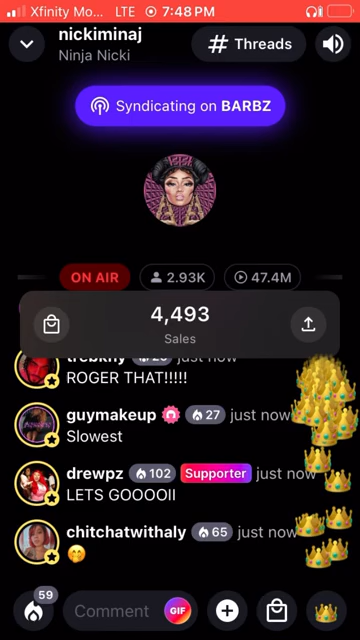 Xfinity Mo... LTE 7:48 PM
nickiminaj
Ninja Nicki
# Threads
Syndicating on BARBZ
ON AIR 2.93K 47.4M
4,493
Sales
just now
ROGER THAT!!!!!
guymakeup 27 just now
Slowest
drewpz 102 Supporter just now
LETS GOOOOII
chitchatwithaly 65 just now
59
Comment GIF